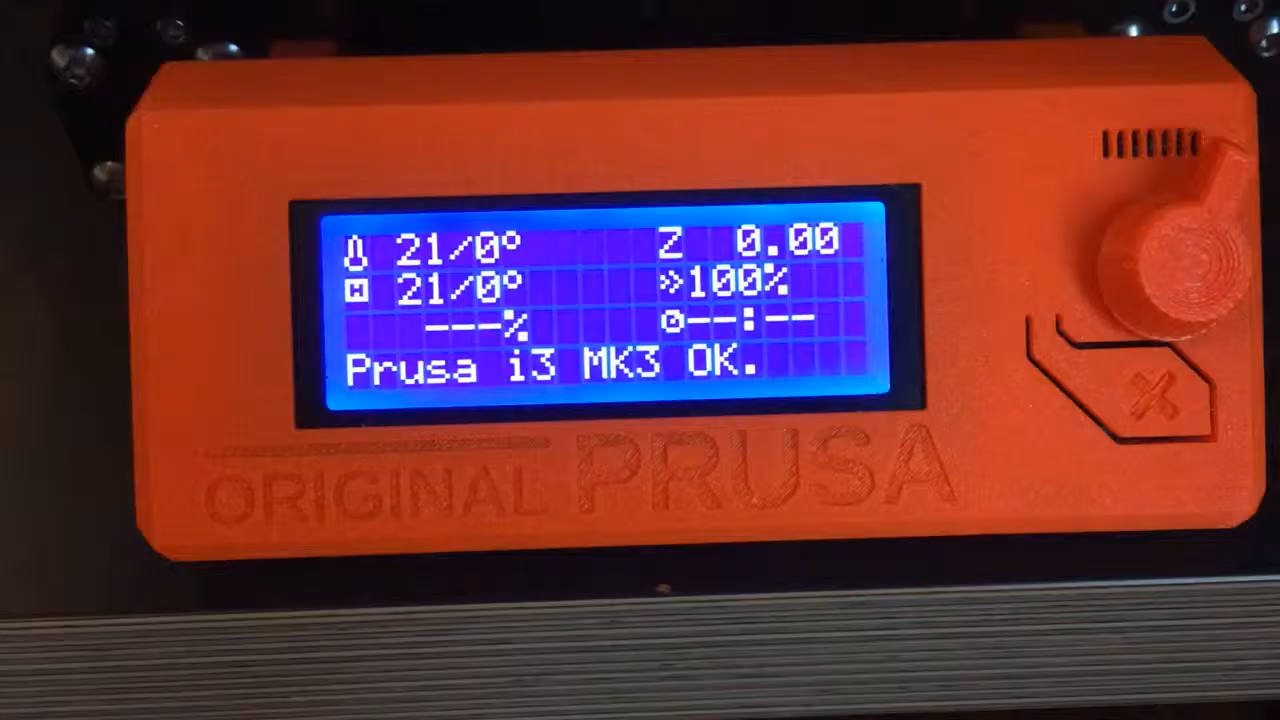 21/0° Z 0.00
21/0° »100%
---% --:--
Prusa i3 MK3 OK.
ORIGINAL PRUSA